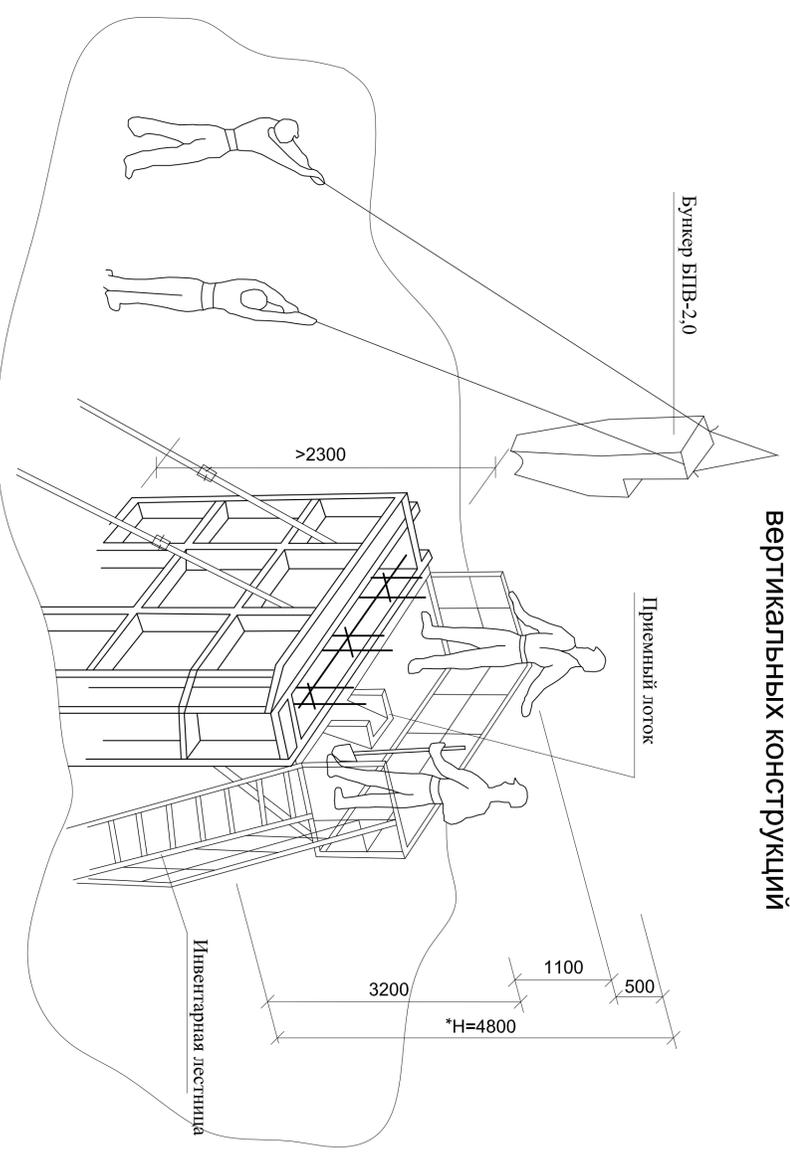 вертикальных конструкций
Бункер БПВ-2,0
Приемный лоток
>2300
500
1100
3200
*H=4800
Инвентарная лестница